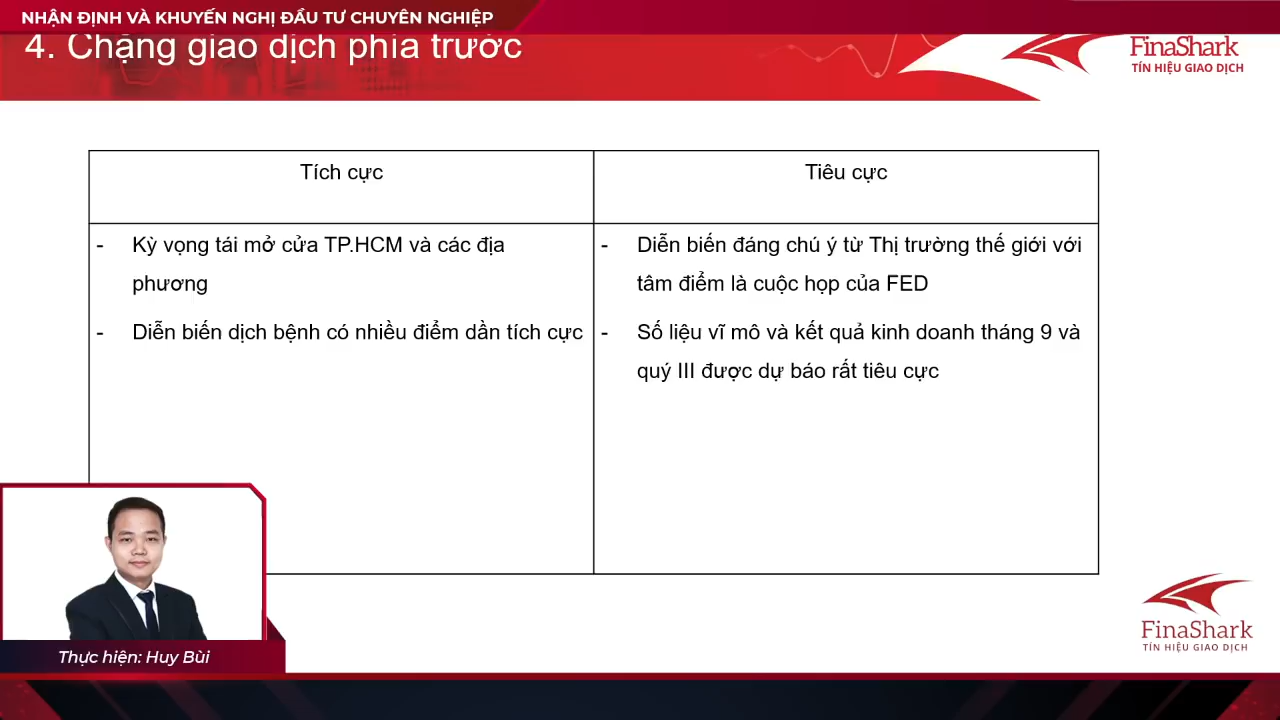 NHẬN ĐỊNH VÀ KHUYẾN NGHỊ ĐẦU TƯ CHUYÊN NGHIỆP
4. Chặng giao dịch phía trước
FinaShark
TÍN HIỆU GIAO DỊCH
Tích cực
Tiêu cực
- Kỳ vọng tái mở cửa TP.HCM và các địa
phương
- Diễn biến dịch bệnh có nhiều điểm dần tích cực
- Diễn biến đáng chú ý từ Thị trường thế giới với
tâm điểm là cuộc họp của FED
- Số liệu vĩ mô và kết quả kinh doanh tháng 9 và
quý III được dự báo rất tiêu cực
Thực hiện: Huy Bùi
FinaShark
TÍN HIỆU GIAO DỊCH